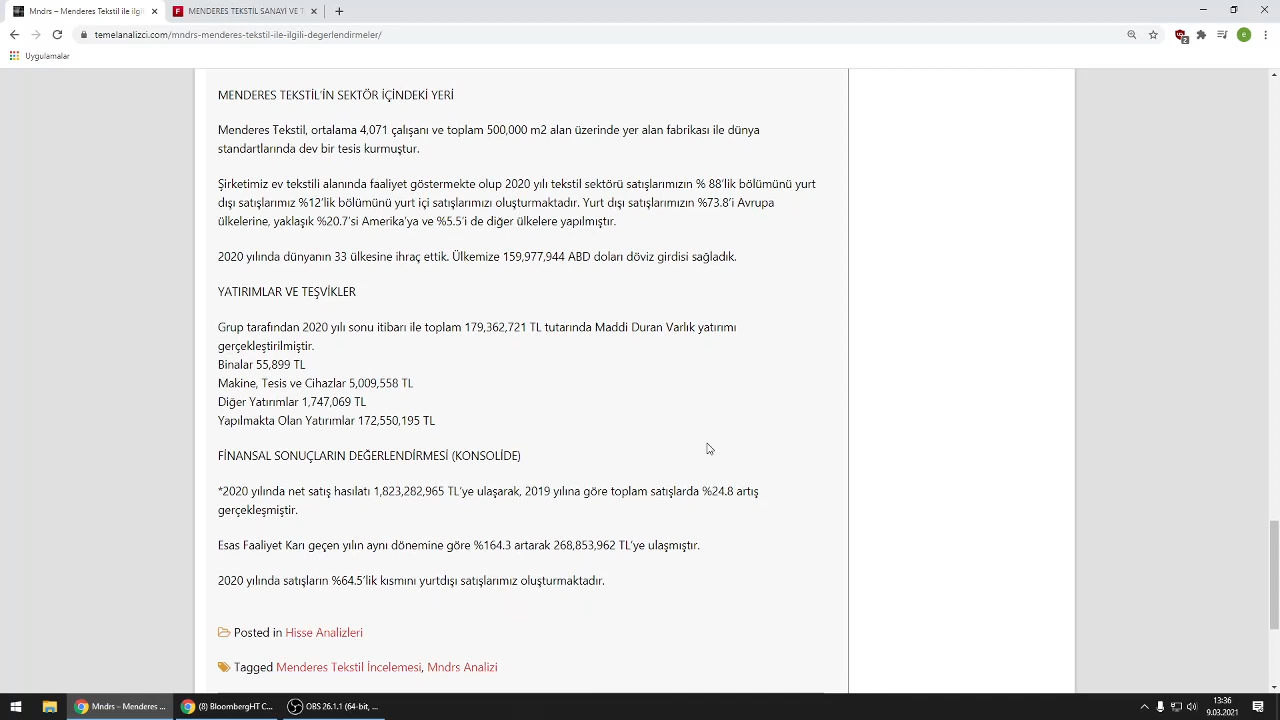 Mndrs – Menderes Tekstil ile ilgil
MENDERES TEKSTİL SANAYİ VE T
temelanalizci.com/mndrs-menderes-tekstil-ile-ilgili-degerlendirmeler/
2
e
Uygulamalar
MENDERES TEKSTİL'İN SEKTÖR İÇİNDEKİ YERİ
Menderes Tekstil, ortalama 4,071 çalışanı ve toplam 500,000 m2 alan üzerinde yer alan fabrikası ile dünya
standartlarında dev bir tesis kurmuştur.
Şirketimiz ev tekstili alanında faaliyet göstermekte olup 2020 yılı tekstil sektörü satışlarımızın % 88'lik bölümünü yurt
dışı satışlarımız %12'lik bölümünü yurt içi satışlarımızı oluşturmaktadır. Yurt dışı satışlarımızın %73.8'i Avrupa
ülkelerine, yaklaşık %20.7'si Amerika'ya ve %5.5'i de diğer ülkelere yapılmıştır.
2020 yılında dünyanın 33 ülkesine ihraç ettik. Ülkemize 159,977,944 ABD doları döviz girdisi sağladık.
YATIRIMLAR VE TEŞVİKLER
Grup tarafından 2020 yılı sonu itibarı ile toplam 179,362,721 TL tutarında Maddi Duran Varlık yatırımı
gerçekleştirilmiştir.
Binalar 55,899 TL
Makine, Tesis ve Cihazlar 5,009,558 TL
Diğer Yatırımlar 1,747,069 TL
Yapılmakta Olan Yatırımlar 172,550,195 TL
FİNANSAL SONUÇLARIN DEĞERLENDİRMESİ (KONSOLİDE)
*2020 yılında net satış hasılatı 1,823,282,965 TL'ye ulaşarak, 2019 yılına göre toplam satışlarda %24.8 artış
gerçekleşmiştir.
Esas Faaliyet Karı geçen yılın aynı dönemine göre %164.3 artarak 268,853,962 TL'ye ulaşmıştır.
2020 yılında satışların %64.5'lik kısmını yurtdışı satışlarımız oluşturmaktadır.
Posted in Hisse Analizleri
Tagged Menderes Tekstil İncelemesi, Mndrs Analizi
Mndrs – Menderes ...
(8) BloombergHT C...
OBS 26.1.1 (64-bit, ...
13:36
9.03.2021